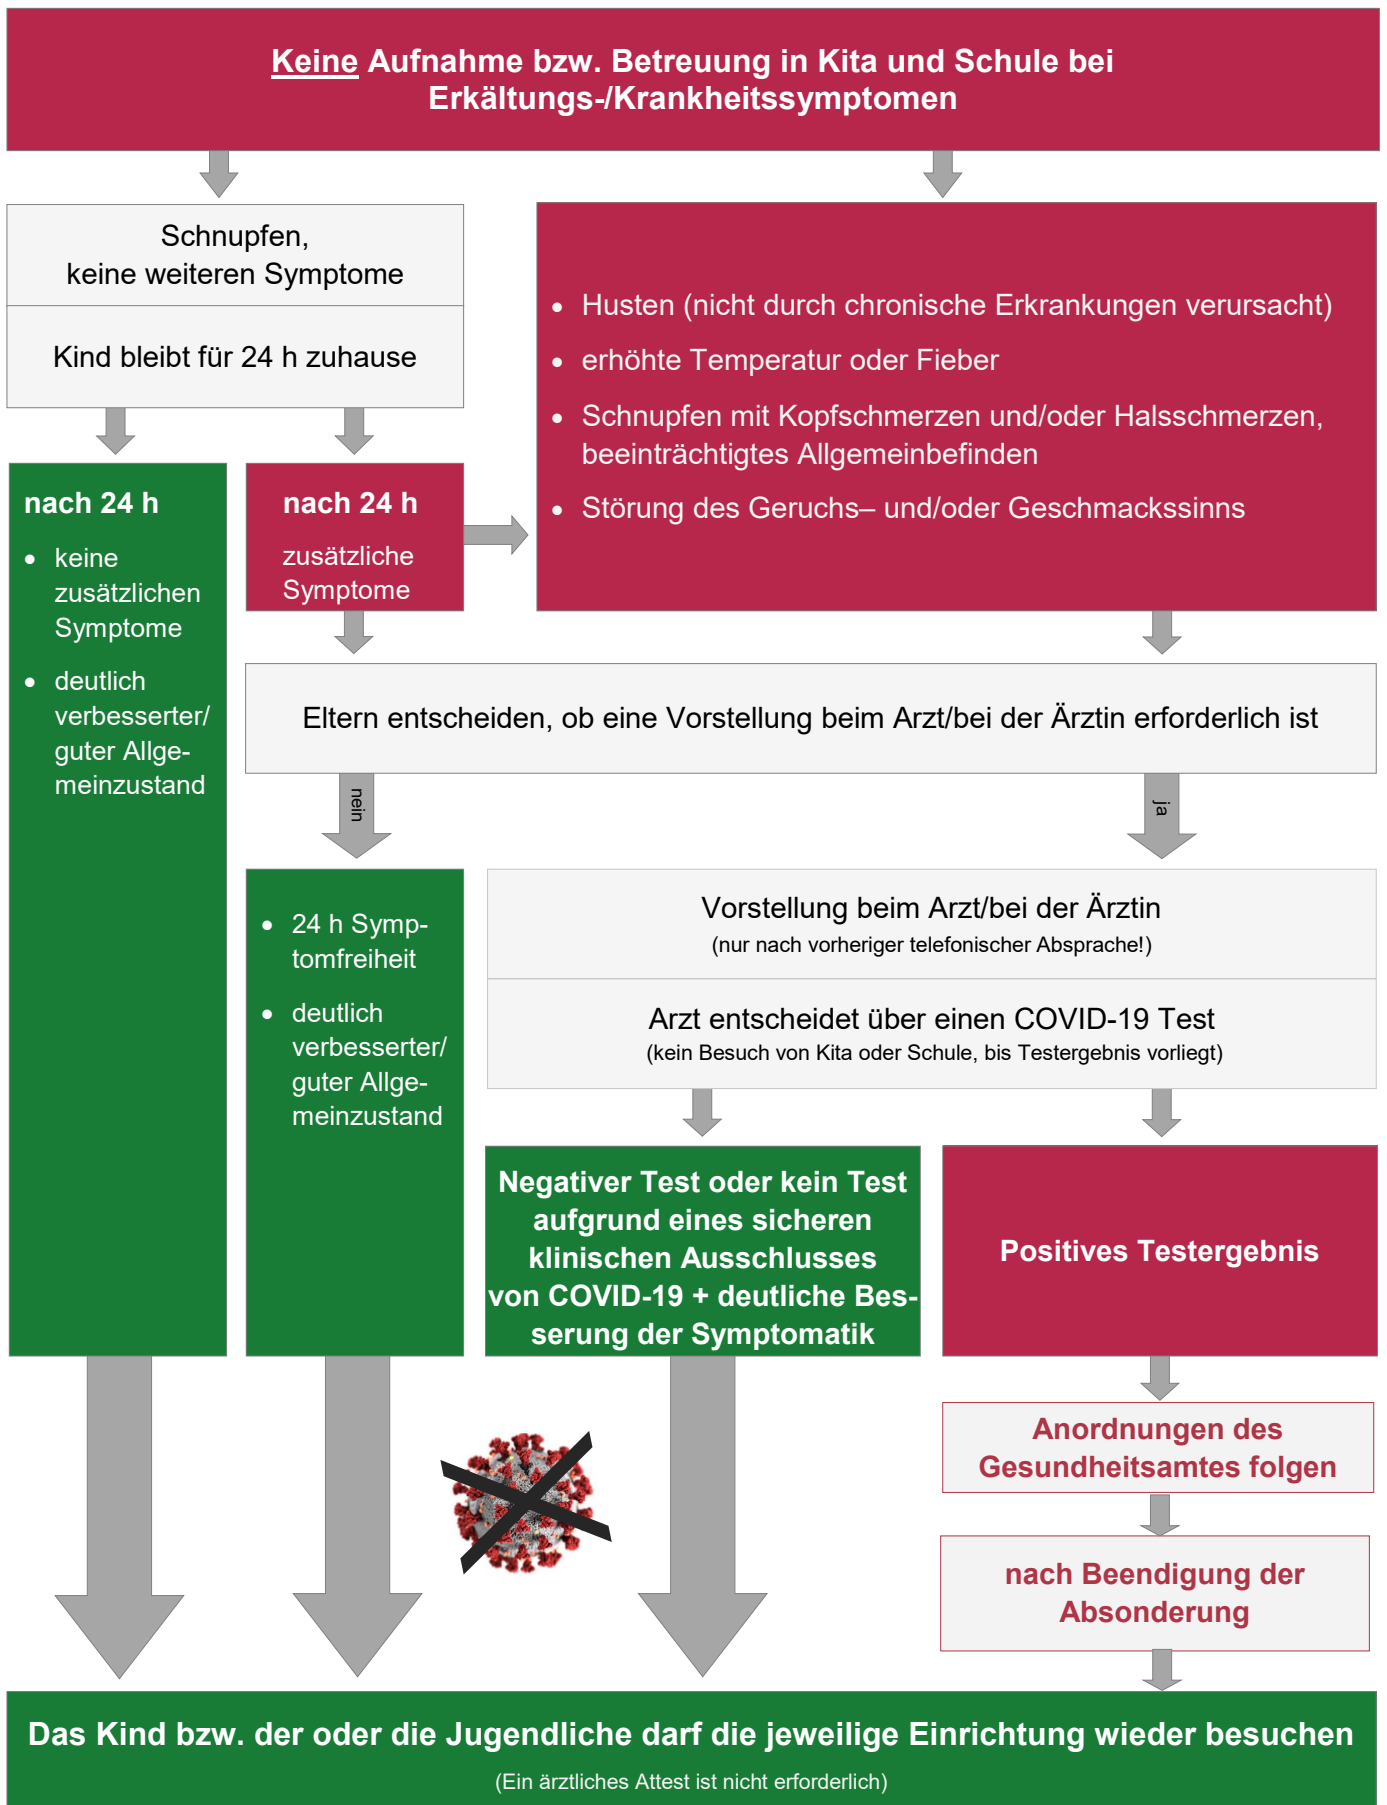 Keine Aufnahme bzw. Betreuung in Kita und Schule bei
Erkältungs-/Krankheitssymptomen
Schnupfen,
keine weiteren Symptome
Kind bleibt für 24 h zuhause
• Husten (nicht durch chronische Erkrankungen verursacht)
• erhöhte Temperatur oder Fieber
• Schnupfen mit Kopfschmerzen und/oder Halsschmerzen,
beeinträchtigtes Allgemeinbefinden
• Störung des Geruchs– und/oder Geschmackssinns
nach 24 h
• keine
zusätzlichen
Symptome
• deutlich
verbesserter/
guter Allge-
meinzustand
nach 24 h
zusätzliche
Symptome
Eltern entscheiden, ob eine Vorstellung beim Arzt/bei der Ärztin erforderlich ist
nein
ja
• 24 h Symp-
tomfreiheit
• deutlich
verbesserter/
guter Allge-
meinzustand
Vorstellung beim Arzt/bei der Ärztin
(nur nach vorheriger telefonischer Absprache!)
Arzt entscheidet über einen COVID-19 Test
(kein Besuch von Kita oder Schule, bis Testergebnis vorliegt)
Negativer Test oder kein Test
aufgrund eines sicheren
klinischen Ausschlusses
von COVID-19 + deutliche Bes-
serung der Symptomatik
Positives Testergebnis
Anordnungen des
Gesundheitsamtes folgen
nach Beendigung der
Absonderung
Das Kind bzw. der oder die Jugendliche darf die jeweilige Einrichtung wieder besuchen
(Ein ärztliches Attest ist nicht erforderlich)